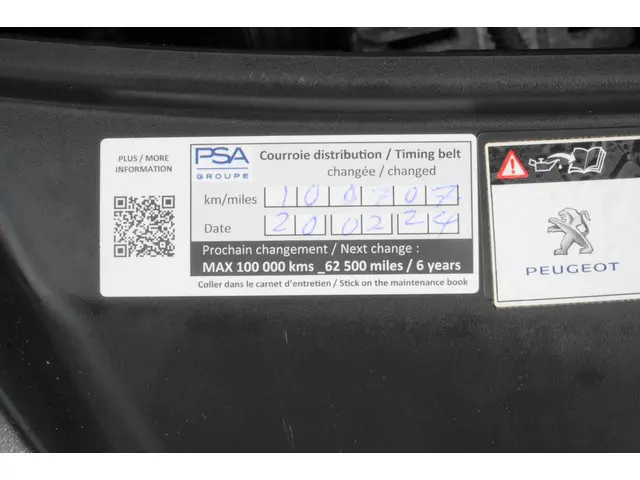 PLUS / MORE
INFORMATION
PSA
GROUPE
Courroie distribution / Timing belt
changée / changed
km/miles 100707
Date 200224
Prochain changement / Next change :
MAX 100 000 kms _62 500 miles / 6 years
Coller dans le carnet d'entretien / Stick on the maintenance book
PEUGEOT